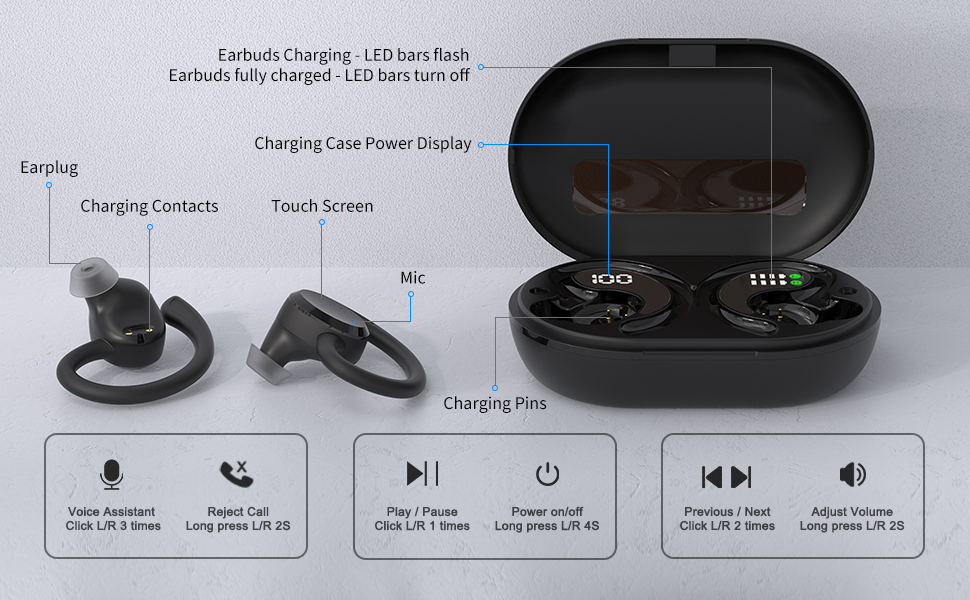 Earbuds Charging - LED bars flash
Earbuds fully charged - LED bars turn off
Charging Case Power Display
Earplug
Charging Contacts
Touch Screen
Mic
100
Charging Pins
Voice Assistant
Click L/R 3 times
Reject Call
Long press L/R 2S
Play / Pause
Click L/R 1 times
Power on/off
Long press L/R 4S
Previous / Next
Click L/R 2 times
Adjust Volume
Long press L/R 2S